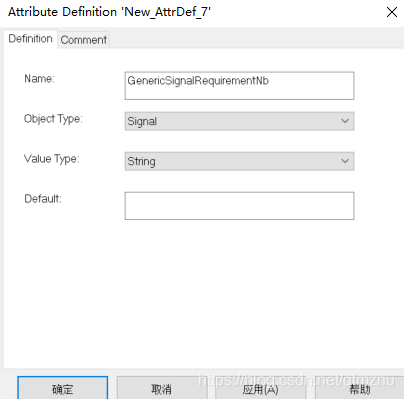 Attribute Definition 'New_AttrDef_7'
Definition Comment
Name: GenericSignalRequirementNb
Object Type: Signal
Value Type: String
Default:
确定 取消 应用(A) 帮助
https://blog.csdn.net/dfmzhu